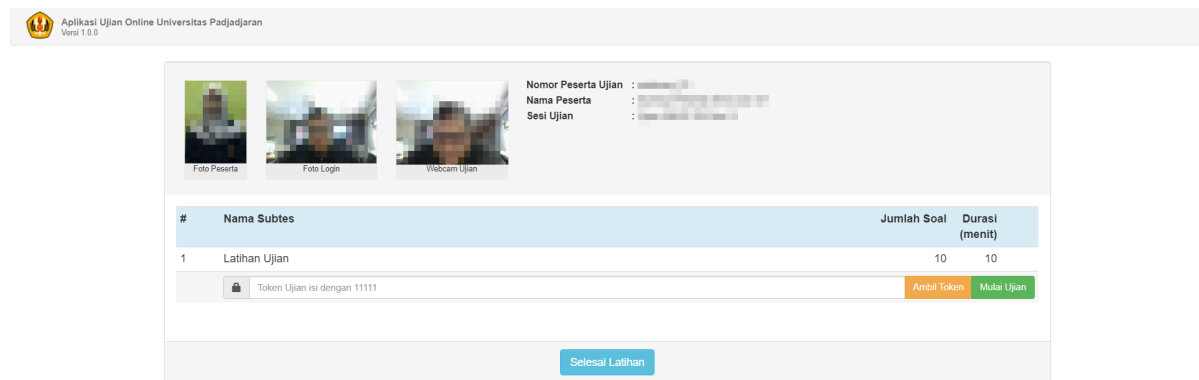 Aplikasi Ujian Online Universitas Padjadjaran
Versi 1.0.0
Nomor Peserta Ujian :
Nama Peserta :
Sesi Ujian :
Foto Peserta
Foto Login
Webcam Ujian
# Nama Subtes Jumlah Soal Durasi (menit)
1 Latihan Ujian 10 10
Token Ujian isi dengan 11111 Ambil Token Mulai Ujian
Selesai Latihan